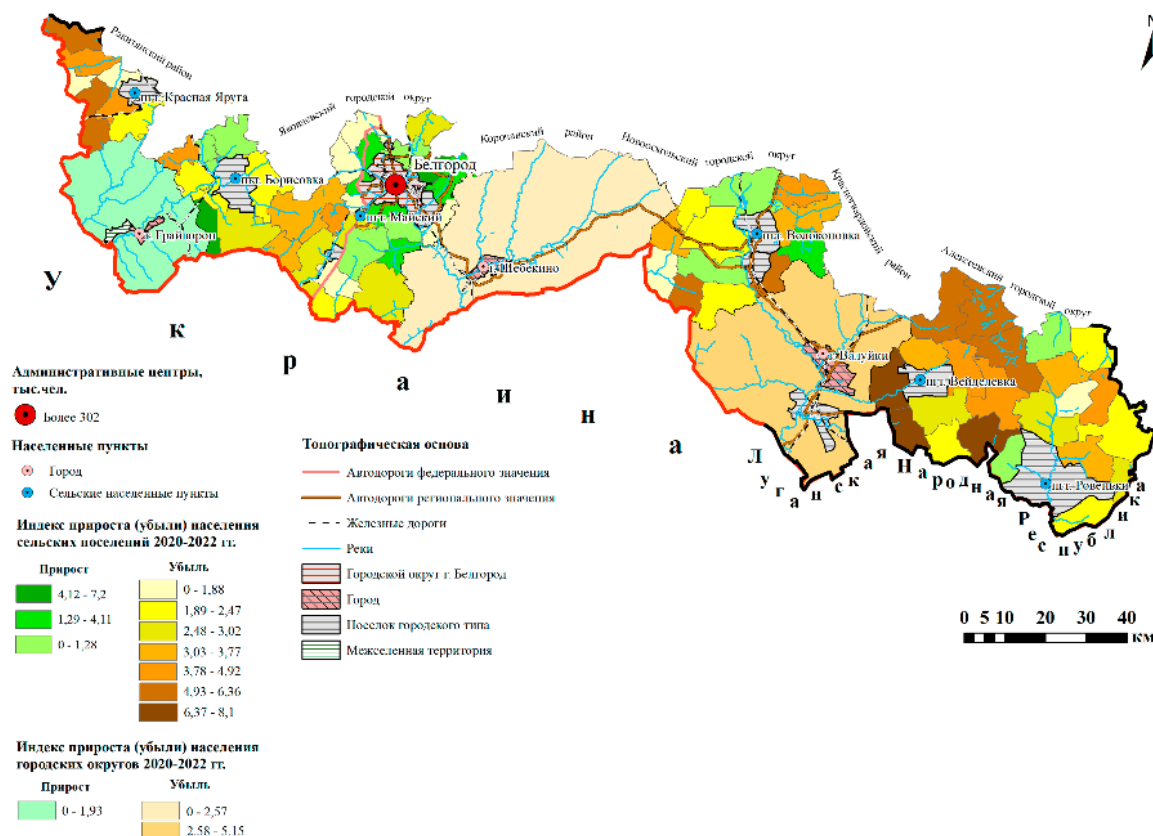 N
Ракитянский район
пгт. Красная Яруга
Яковлевский городской округ
Корочанский район
Новооскольский городской округ
Красногвардейский район
Алексеевский городской округ
Белгород
пгт. Борисовка
пгт. Майский
г. Грайворон
г. Шебекино
пгт. Волоконовка
г. Валуйки
пгт. Вейделевка
пгт. Ровеньки
Украина
Луганская Народная Республика
Административные центры,
тыс.чел.
Более 302
Населенные пункты
Город
Сельские населенные пункты
Индекс прироста (убыли) населения
сельских поселений 2020-2022 гг.
Прирост
4,12 - 7,2
1,29 - 4,11
0 - 1,28
Убыль
0 - 1,88
1,89 - 2,47
2,48 - 3,02
3,03 - 3,77
3,78 - 4,92
4,93 - 6,36
6,37 - 8,1
Индекс прироста (убыли) населения
городских округов 2020-2022 гг.
Прирост
0 - 1,93
Убыль
0 - 2,57
2,58 - 5,15
Топографическая основа
Автодороги федерального значения
Автодороги регионального значения
Железные дороги
Реки
Городской округ г. Белгород
Город
Поселок городского типа
Межселенная территория
0 5 10 20 30 40
КМ